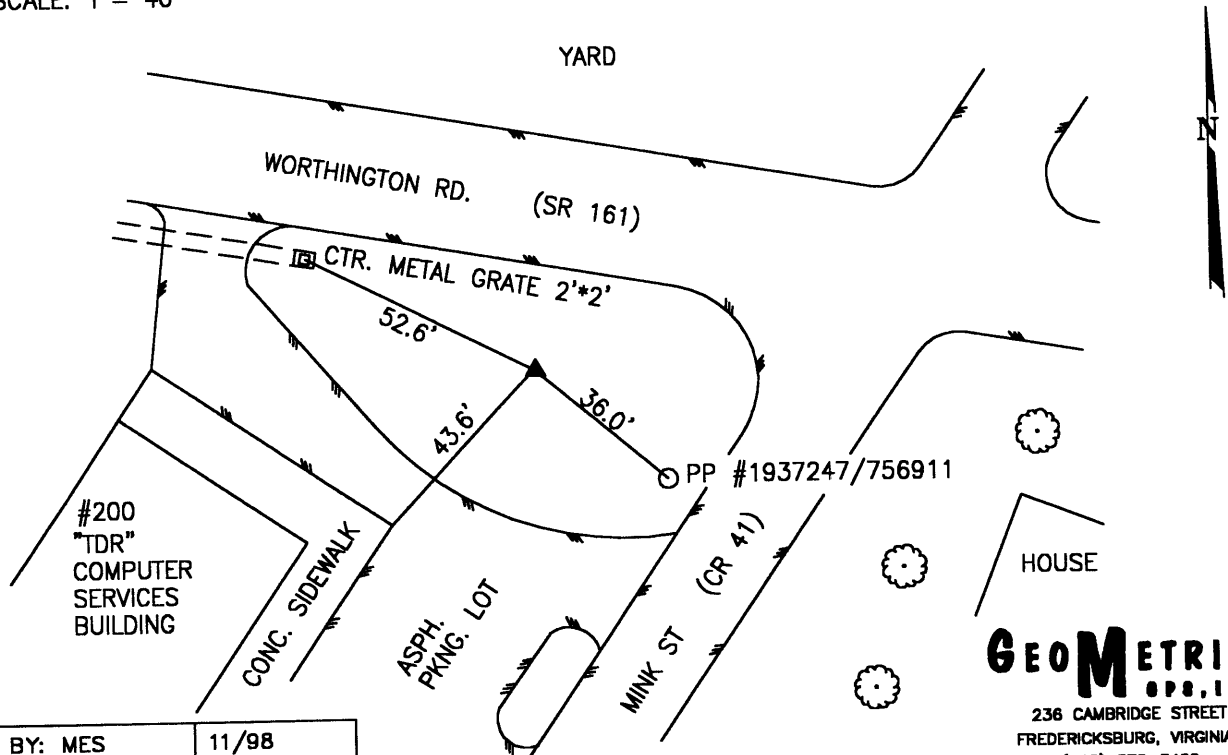 SCALE: 1"= 40'
YARD
N
WORTHINGTON RD. (SR 161)
CTR. METAL GRATE 2'*2'
52.6'
36.0'
43.6'
PP #1937247/756911
#200
"TDR"
COMPUTER
SERVICES
BUILDING
CONC. SIDEWALK
ASPH.
PKNG. LOT
MINK ST (CR 41)
HOUSE
GEOMETRI
GPS, I
236 CAMBRIDGE STREET
FREDERICKSBURG, VIRGINIA
BY: MES 11/98